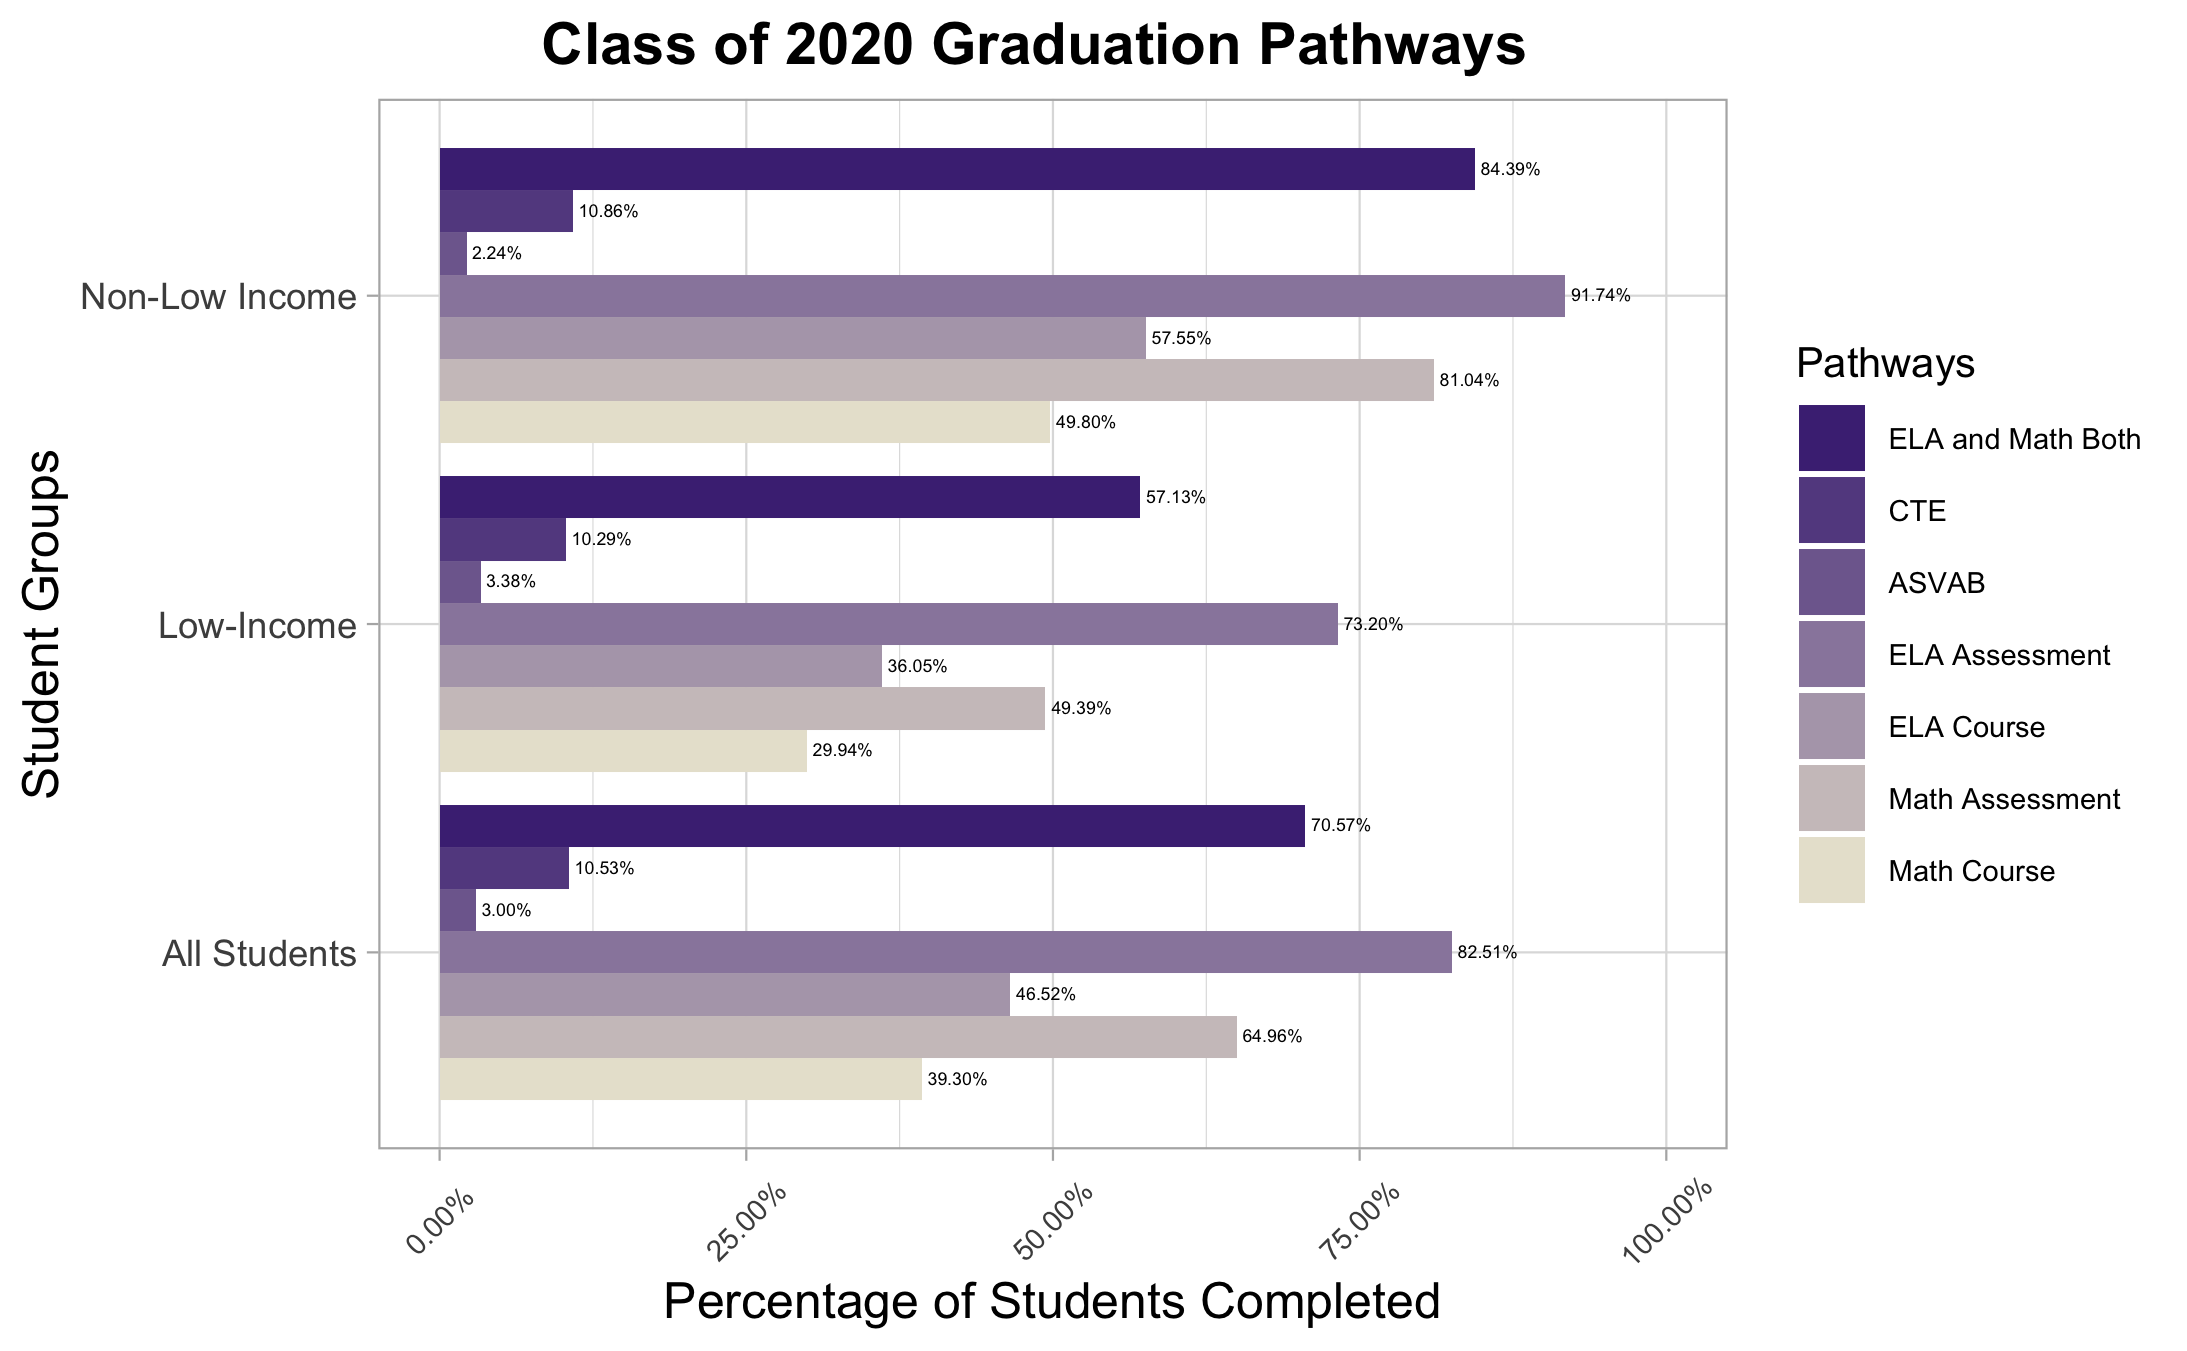 Class of 2020 Graduation Pathways
Student Groups
Non-Low Income
84.39%
10.86%
2.24%
91.74%
57.55%
81.04%
49.80%
Low-Income
57.13%
10.29%
3.38%
73.20%
36.05%
49.39%
29.94%
All Students
70.57%
10.53%
3.00%
82.51%
46.52%
64.96%
39.30%
0.00%
25.00%
50.00%
75.00%
100.00%
Percentage of Students Completed
Pathways
ELA and Math Both
CTE
ASVAB
ELA Assessment
ELA Course
Math Assessment
Math Course